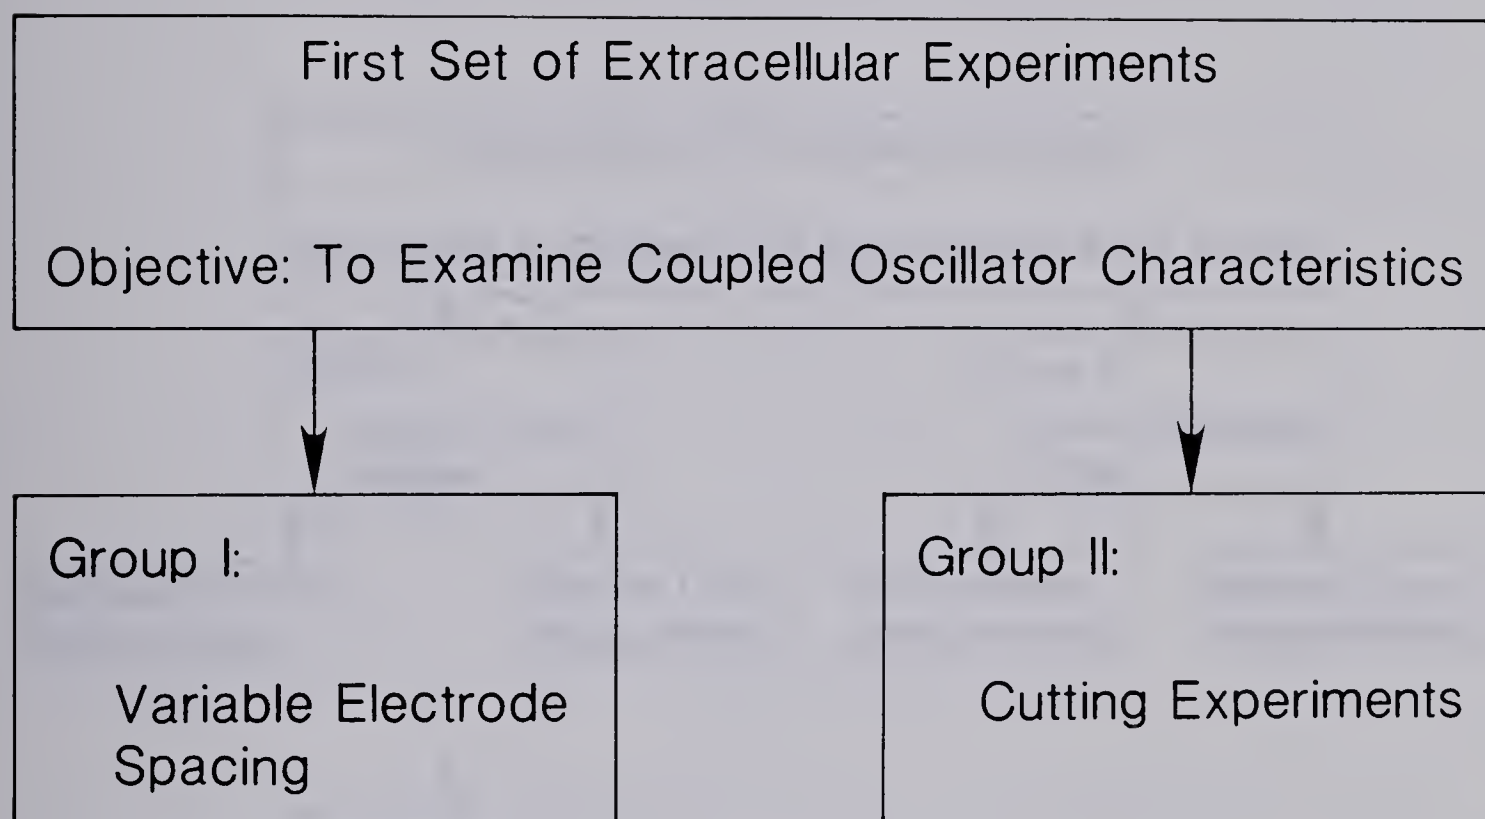 First Set of Extracellular Experiments
Objective: To Examine Coupled Oscillator Characteristics
Group I:
Variable Electrode
Spacing
Group II:
Cutting Experiments